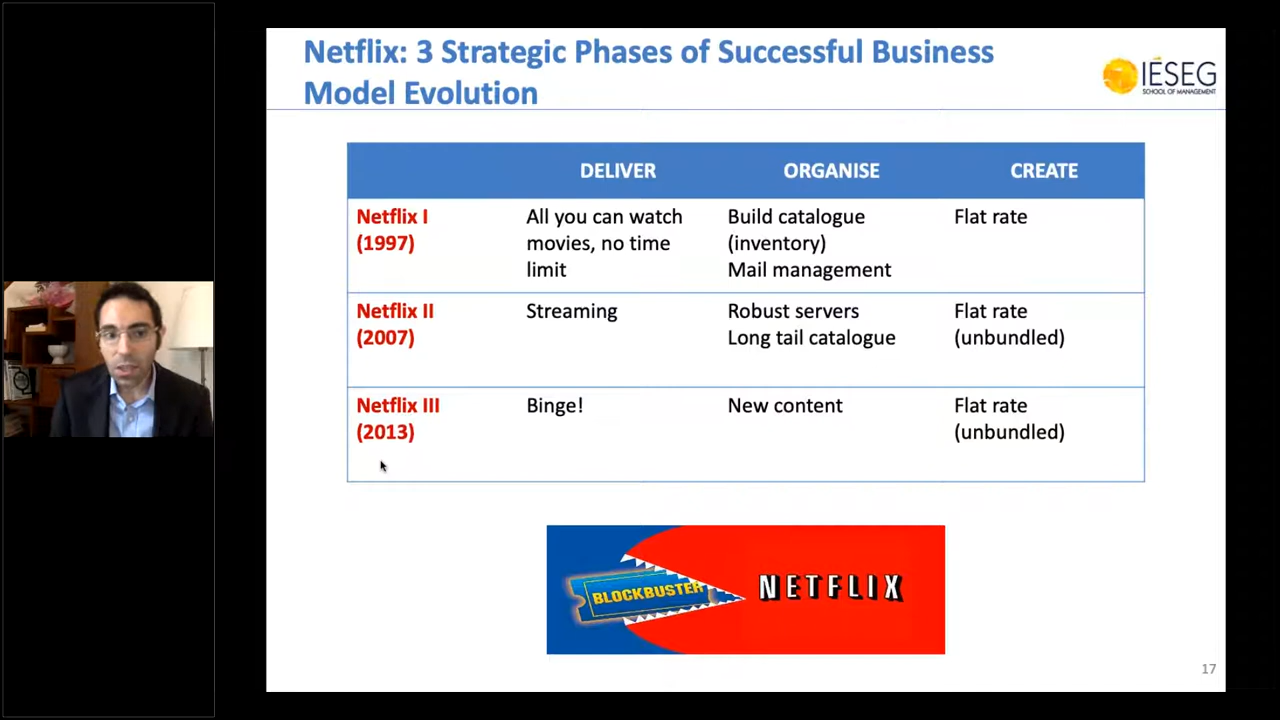 Netflix: 3 Strategic Phases of Successful Business
Model Evolution
IÉSEG
SCHOOL OF MANAGEMENT
DELIVER ORGANISE CREATE
Netflix I
(1997)
All you can watch
movies, no time
limit
Build catalogue
(inventory)
Mail management
Flat rate
Netflix II
(2007)
Streaming
Robust servers
Long tail catalogue
Flat rate
(unbundled)
Netflix III
(2013)
Binge!
New content
Flat rate
(unbundled)
BLOCKBUSTER
NETFLIX
17